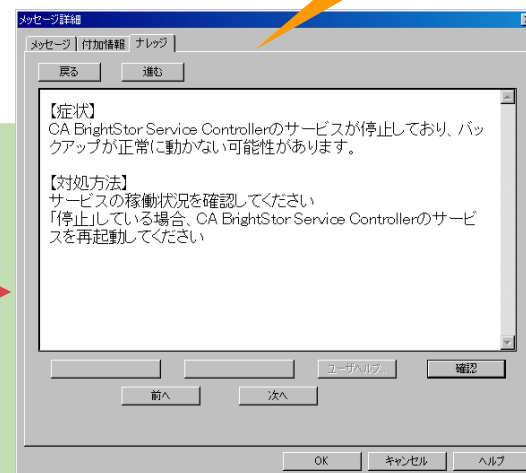 メッセージ詳細
メッセージ 付加情報 ナレッジ
戻る 進む
【症状】
CA BrightStor Service Controllerのサービスが停止しており、バッ
クアップが正常に動かない可能性があります。
【対処方法】
サービスの稼働状況を確認してください
「停止」している場合、CA BrightStor Service Controllerのサービ
スを再起動してください
ユーザヘルプ... 確認
前へ 次へ
OK キャンセル ヘルプ